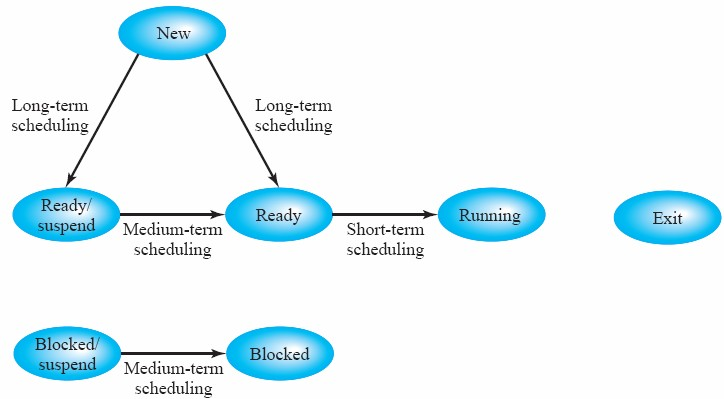 New
Long-term
scheduling
Long-term
scheduling
Ready/
suspend
Medium-term
scheduling
Ready
Short-term
scheduling
Running
Exit
Blocked/
suspend
Medium-term
scheduling
Blocked